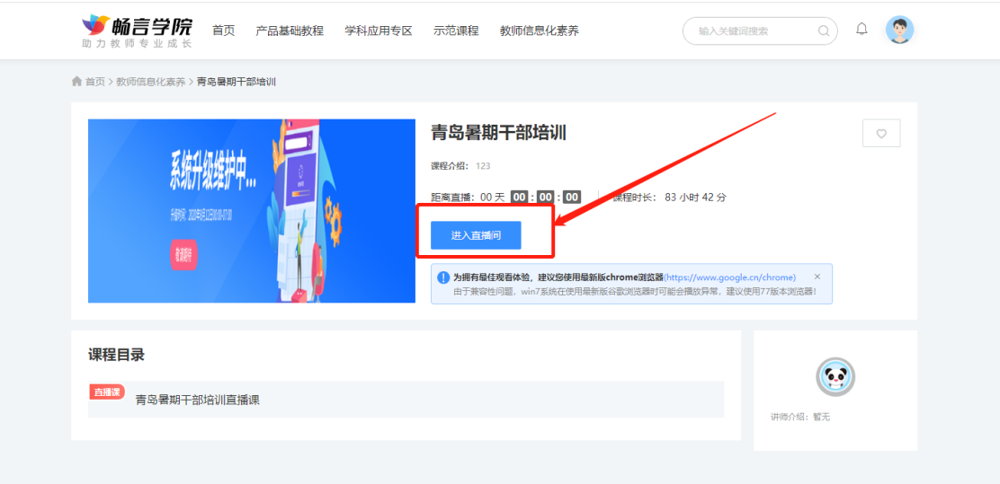 畅言学院
助力教师专业成长
首页 产品基础教程 学科应用专区 示范课程 教师信息化素养
输入关键词搜索
首页 > 教师信息化素养 > 青岛暑期干部培训
系统升级维护中...
敬请期待
青岛暑期干部培训
课程介绍： 123
距离直播：00 天 00 : 00 : 00 课程时长： 83 小时 42 分
进入直播间
为拥有最佳观看体验，建议您使用最新版chrome浏览器(https://www.google.cn/chrome) ×
由于兼容性问题，win7系统在使用最新版谷歌浏览器时可能会播放异常，建议使用77版本浏览器！
课程目录
直播课
青岛暑期干部培训直播课
讲师介绍：暂无